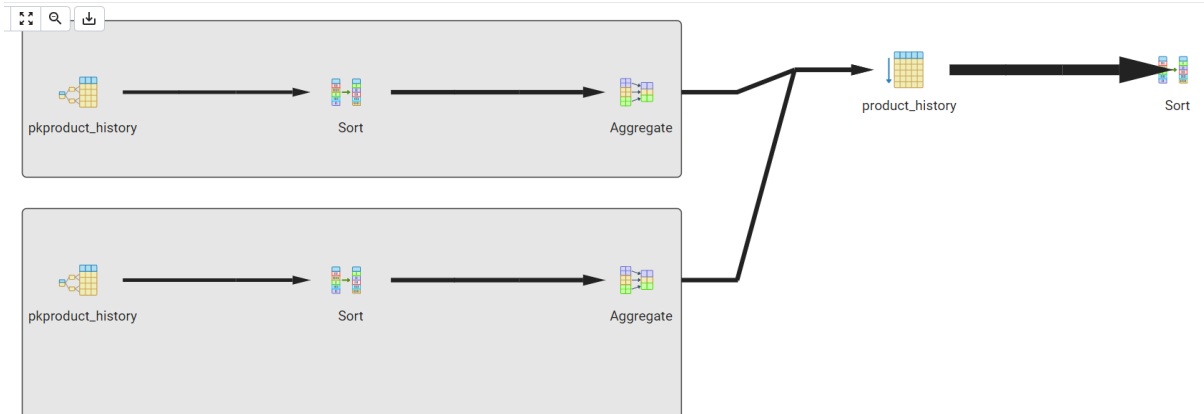 pkproduct_history
Sort
Aggregate
product_history
Sort
pkproduct_history
Sort
Aggregate